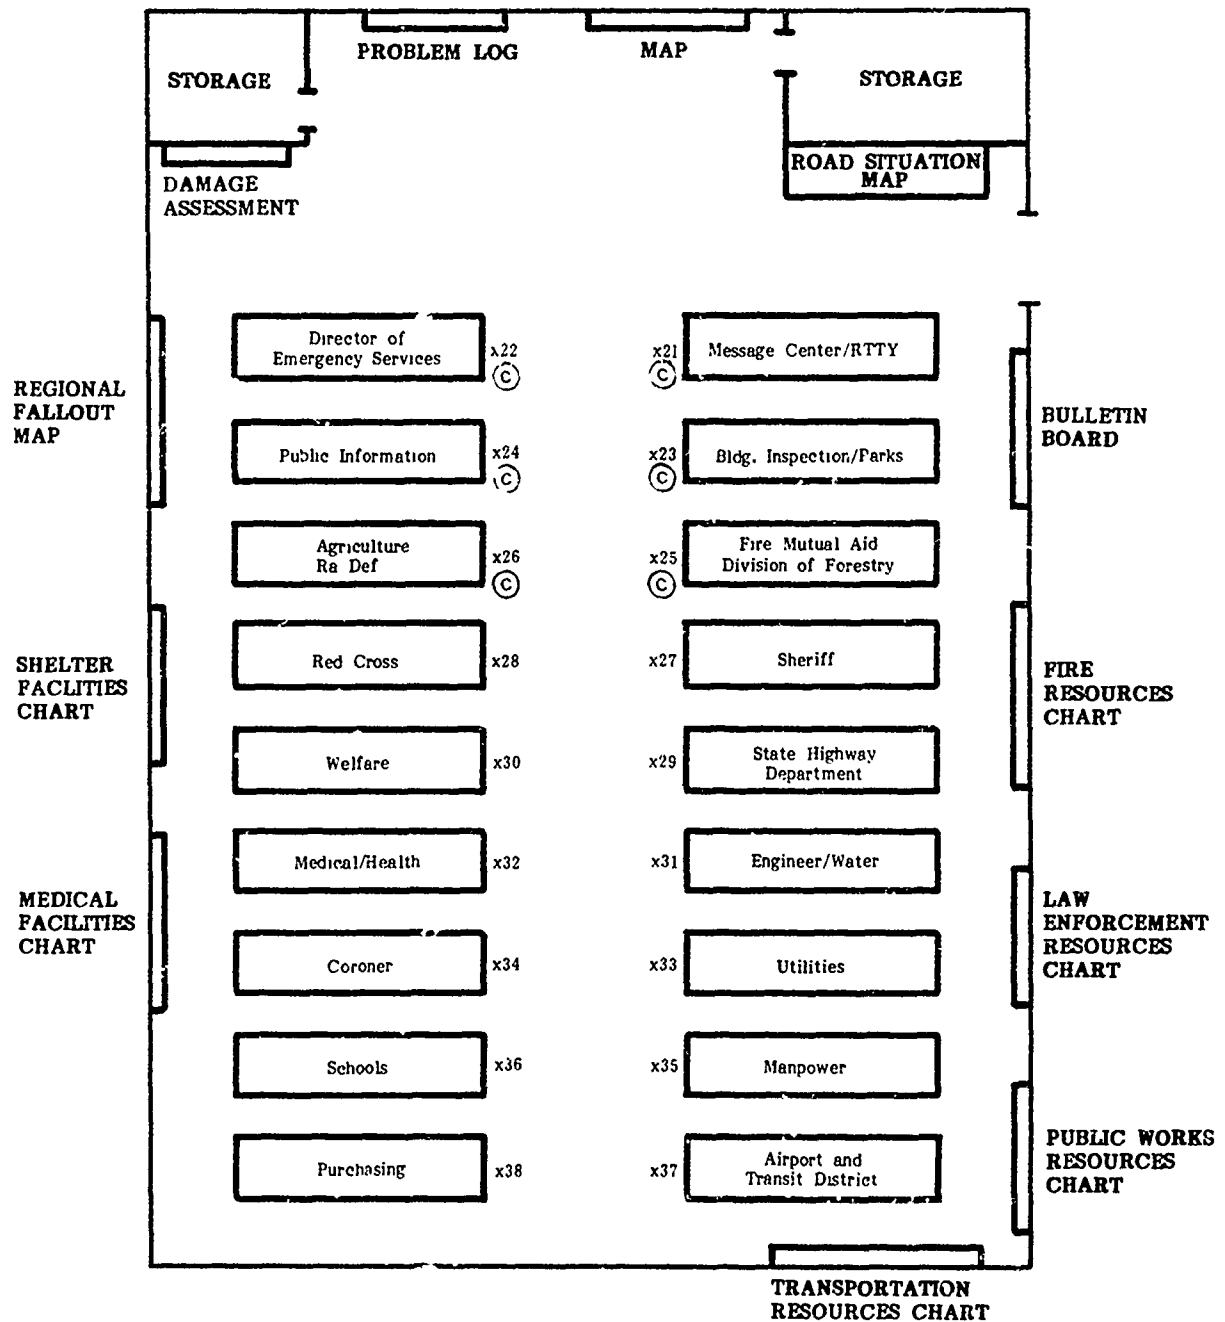 PROBLEM LOG
MAP
STORAGE
STORAGE
ROAD SITUATION
MAP
DAMAGE
ASSESSMENT
Director of
Emergency Services
x22
C
x21
C
Message Center/RTTY
REGIONAL
FALLOUT
MAP
Public Information
x24
C
x23
C
Bldg. Inspection/Parks
BULLETIN
BOARD
Agriculture
Ra Def
x26
C
x25
C
Fire Mutual Aid
Division of Forestry
SHELTER
FACLITIES
CHART
Red Cross
x28
x27
Sheriff
FIRE
RESOURCES
CHART
Welfare
x30
x29
State Highway
Department
Medical/Health
x32
x31
Engineer/Water
MEDICAL
FACILITIES
CHART
LAW
ENFORCEMENT
RESOURCES
CHART
Coroner
x34
x33
Utilities
Schools
x36
x35
Manpower
Purchasing
x38
x37
Airport and
Transit District
PUBLIC WORKS
RESOURCES
CHART
TRANSPORTATION
RESOURCES CHART